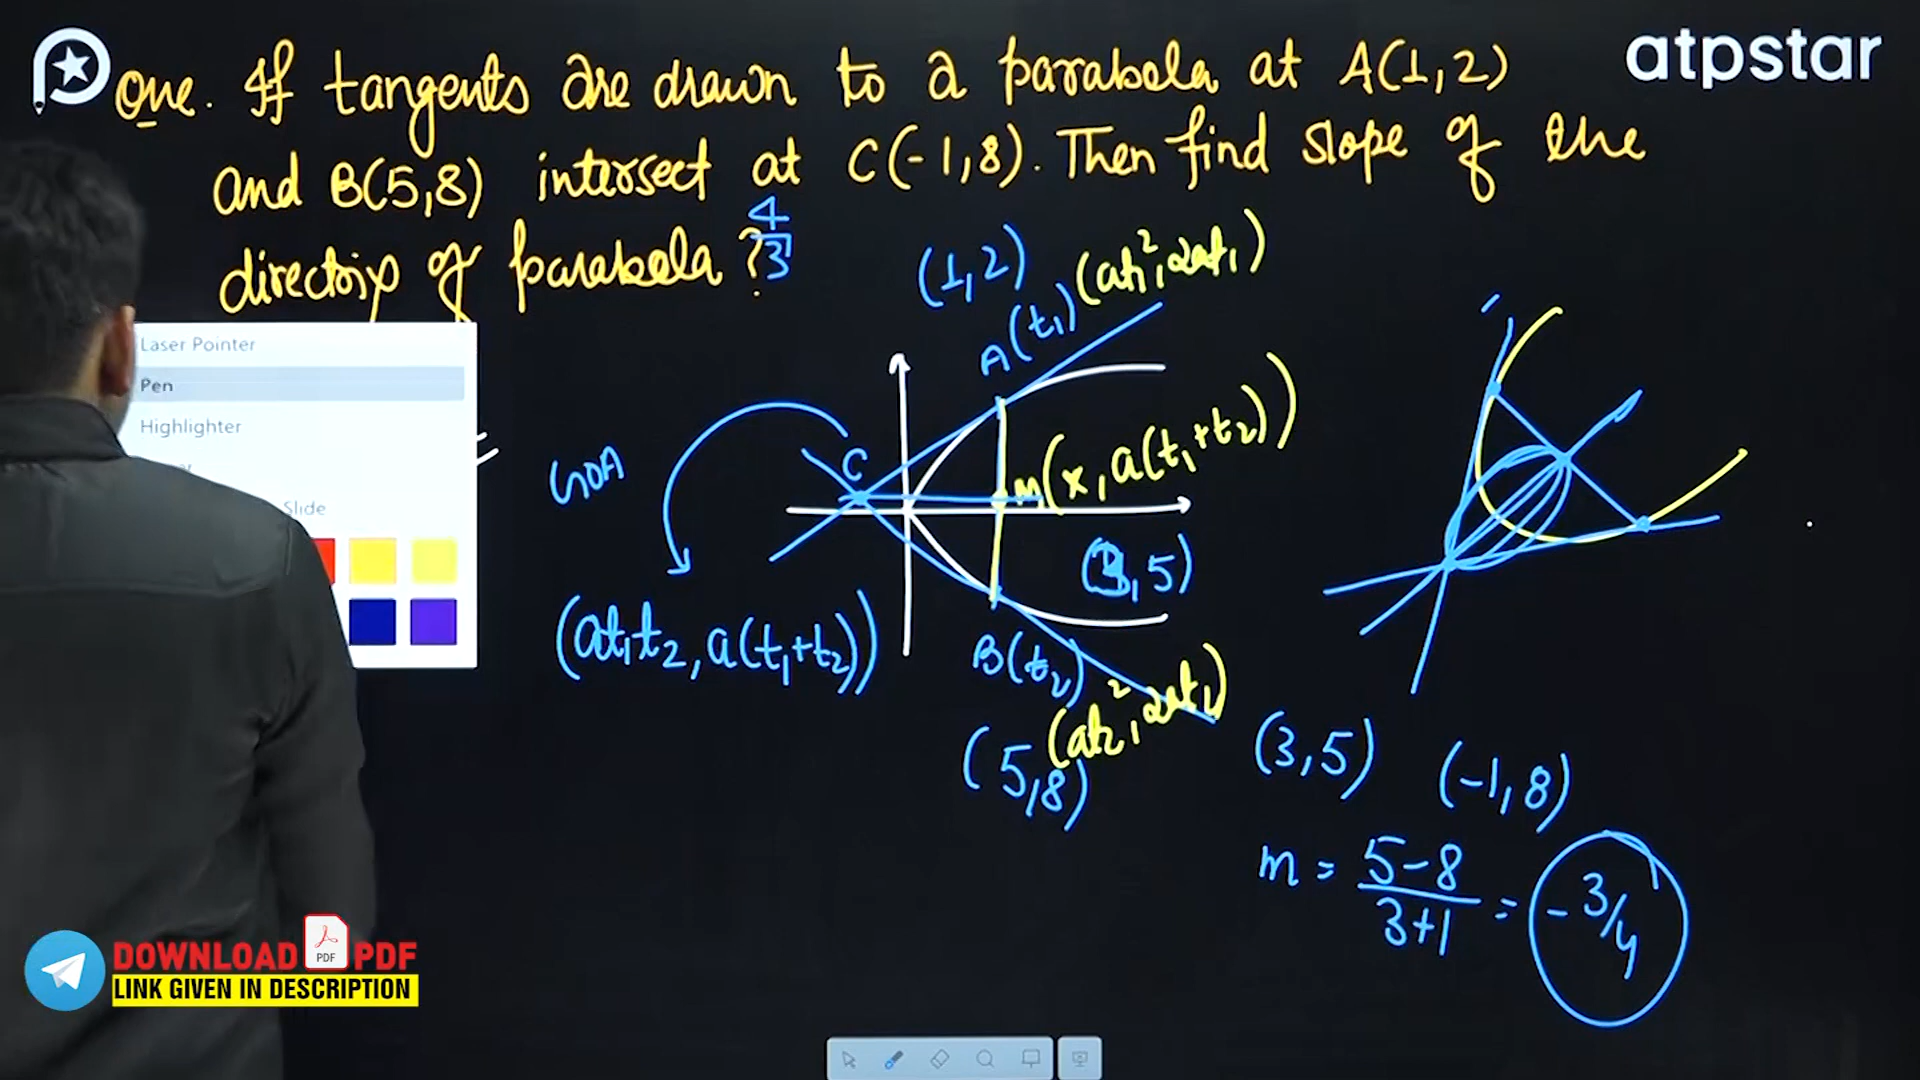 atpstar
Que. If tangents are drawn to a parabola at A(1,2)
and B(5,8) intersect at C(-1,8). Then find slope of the
directrix of parabola ? 4/3
Laser Pointer
Pen
Highlighter
Slide
(1,2)
A(t₁) (at₁², 2at₁)
C
M(x, a(t₁+t₂))
GOA
(3,5)
(at₁t₂, a(t₁+t₂))
B(t₂)
(at₂², 2at₁)
(5,8)
(3,5) (-1,8)
m = 5-8/3+1 = -3/4
DOWNLOAD PDF PDF
LINK GIVEN IN DESCRIPTION